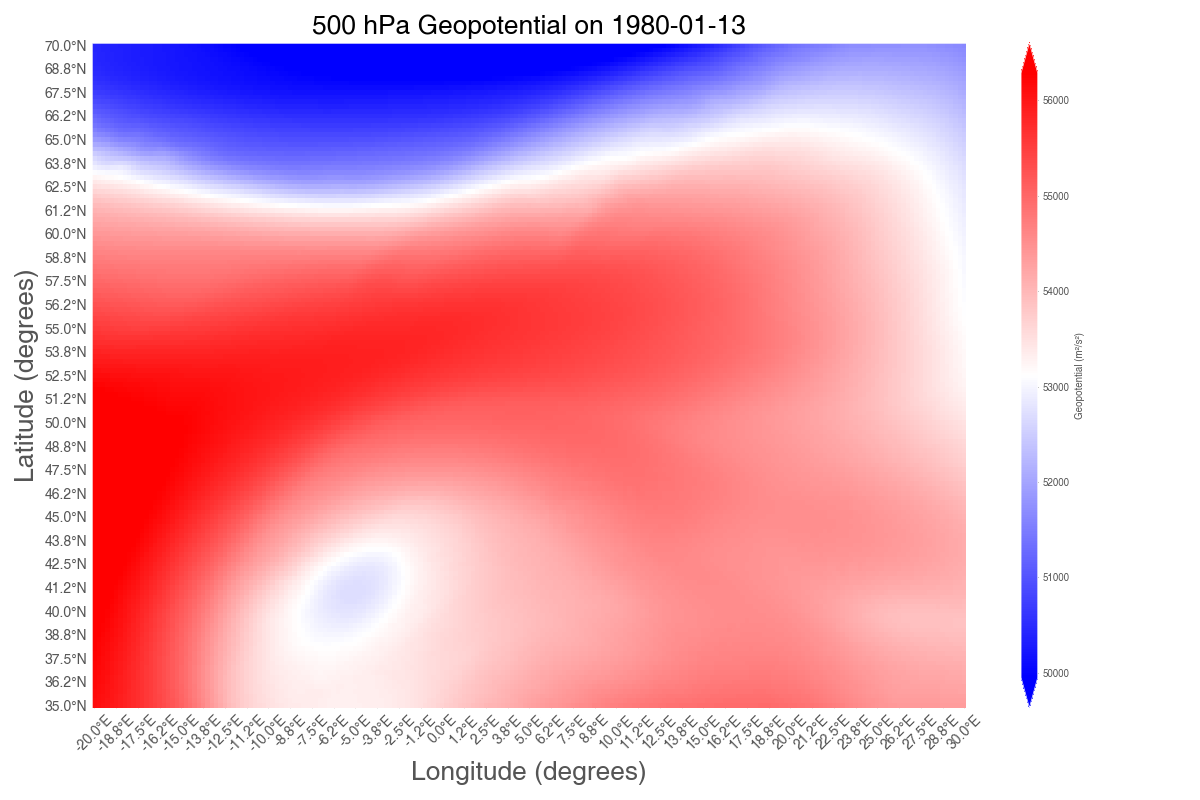 500 hPa Geopotential on 1980-01-13
70.0°N
68.8°N
67.5°N
66.2°N
65.0°N
63.8°N
62.5°N
61.2°N
60.0°N
58.8°N
57.5°N
56.2°N
55.0°N
53.8°N
52.5°N
51.2°N
50.0°N
48.8°N
47.5°N
46.2°N
45.0°N
43.8°N
42.5°N
41.2°N
40.0°N
38.8°N
37.5°N
36.2°N
35.0°N
Latitude (degrees)
-20.0°E
-18.8°E
-17.5°E
-16.2°E
-15.0°E
-13.8°E
-12.5°E
-11.2°E
-10.0°E
-8.8°E
-7.5°E
-6.2°E
-5.0°E
-3.8°E
-2.5°E
-1.2°E
0.0°E
1.2°E
2.5°E
3.8°E
5.0°E
6.2°E
7.5°E
8.8°E
10.0°E
11.2°E
12.5°E
13.8°E
15.0°E
16.2°E
17.5°E
18.8°E
20.0°E
21.2°E
22.5°E
23.8°E
25.0°E
26.2°E
27.5°E
28.8°E
30.0°E
Longitude (degrees)
56000
55000
54000
53000
52000
51000
50000
Geopotential (m²/s²)